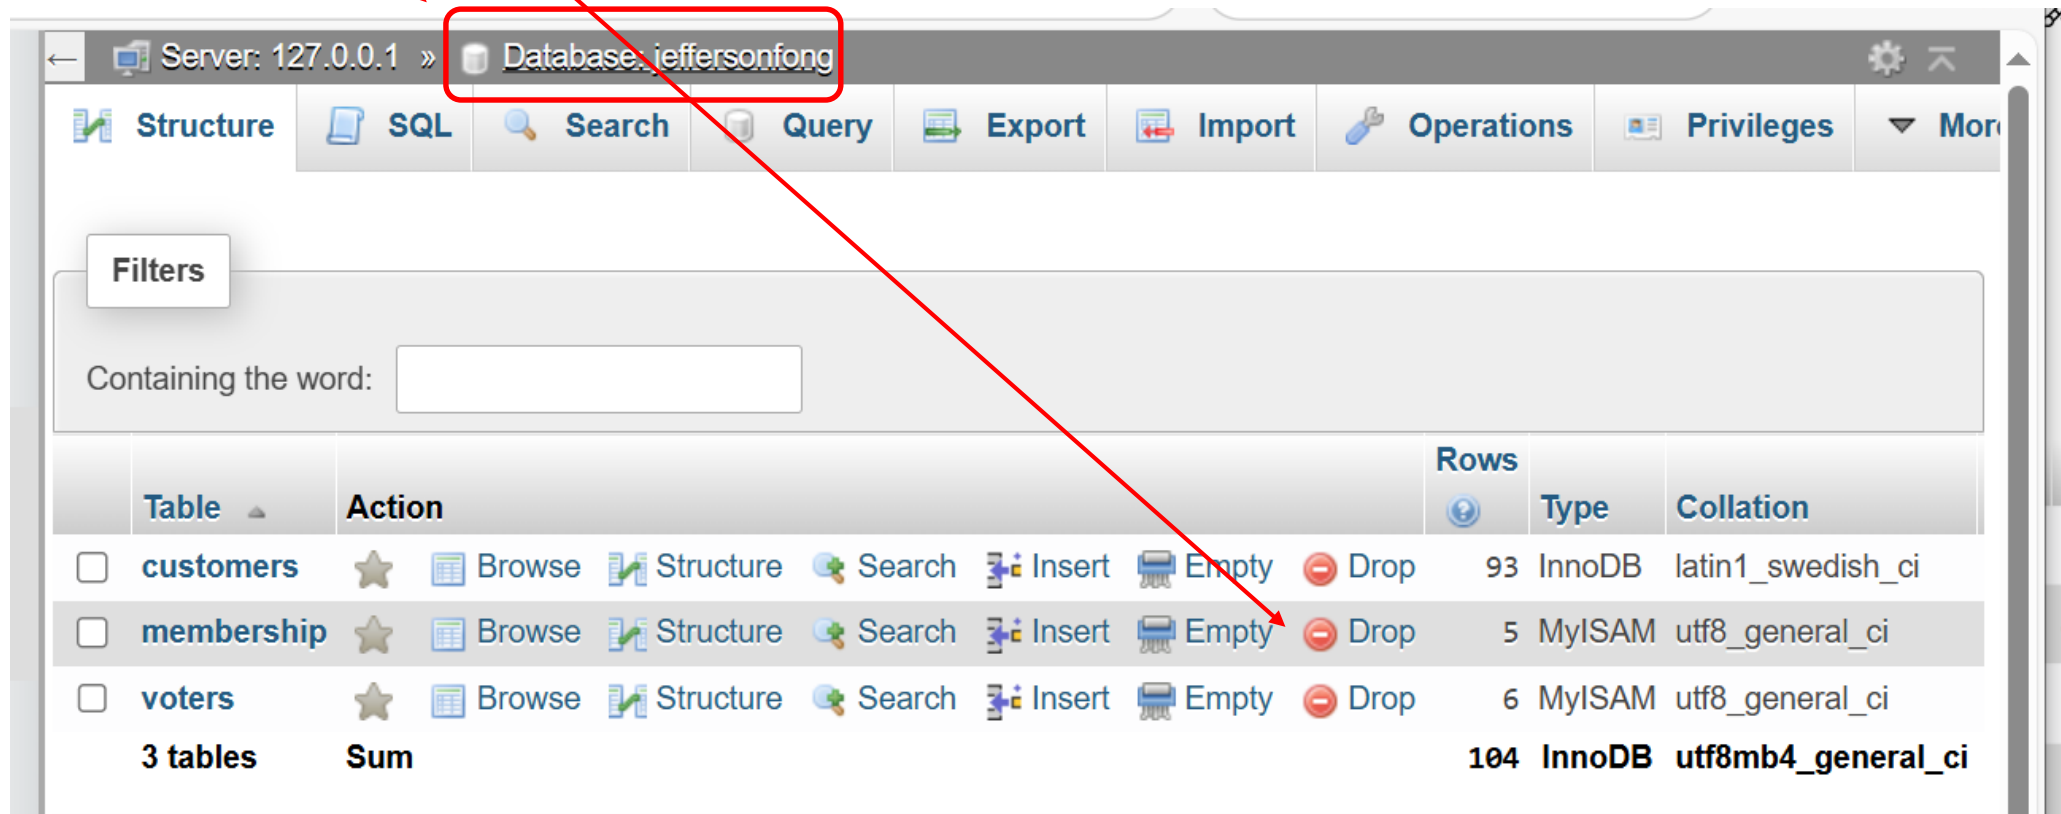 ← Server: 127.0.0.1 » Database: jeffersonfong
Structure SQL Search Query Export Import Operations Privileges More
Filters
Containing the word:
Rows
Table Action Type Collation
customers Browse Structure Search Insert Empty Drop 93 InnoDB latin1_swedish_ci
membership Browse Structure Search Insert Empty Drop 5 MyISAM utf8_general_ci
voters Browse Structure Search Insert Empty Drop 6 MyISAM utf8_general_ci
3 tables Sum 104 InnoDB utf8mb4_general_ci